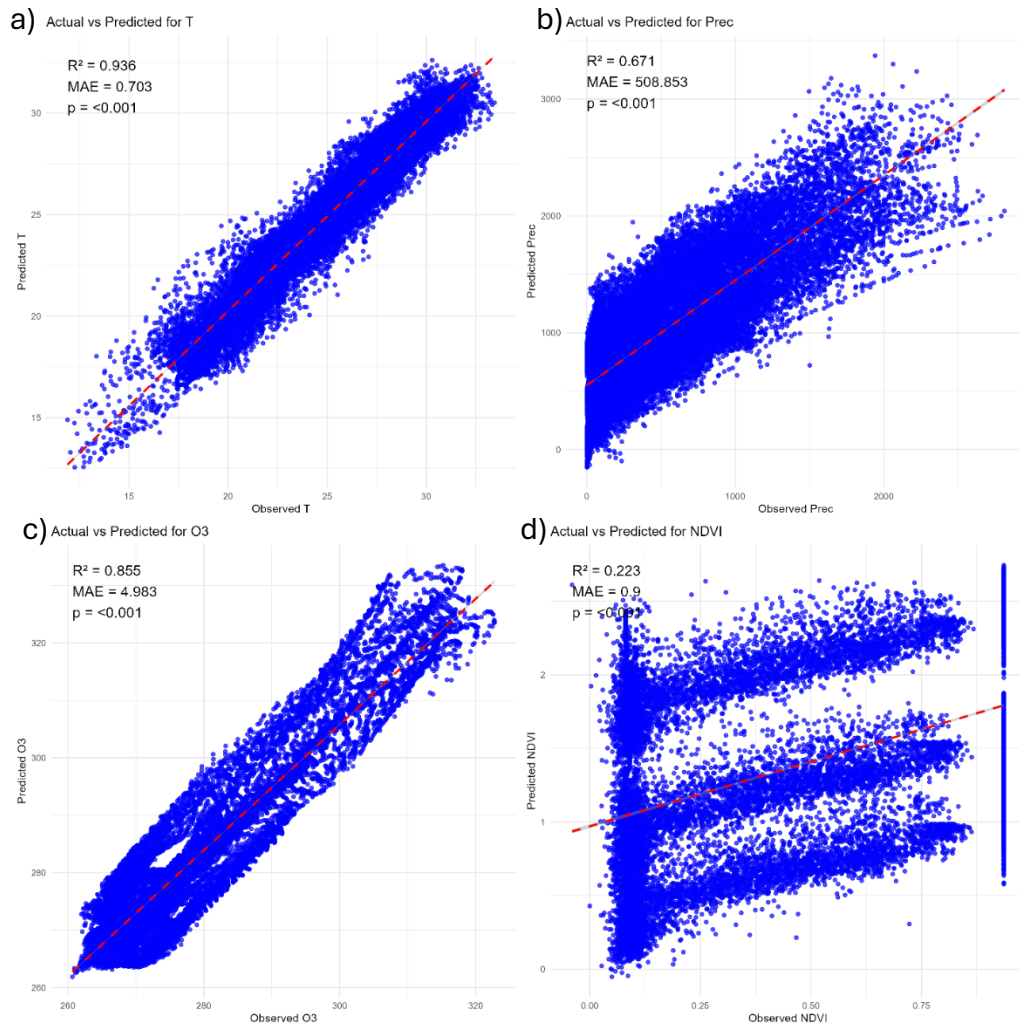 a) Actual vs Predicted for T
R² = 0.936
MAE = 0.703
p = <0.001
30
25
20
15
Predicted T
15 20 25 30
Observed T
b) Actual vs Predicted for Prec
R² = 0.671
MAE = 508.853
p = <0.001
3000
2000
1000
0
Predicted Prec
0 1000 2000
Observed Prec
c) Actual vs Predicted for O3
R² = 0.855
MAE = 4.983
p = <0.001
320
300
280
260
Predicted O3
260 280 300 320
Observed O3
d) Actual vs Predicted for NDVI
R² = 0.223
MAE = 0.9
p = <0.001
2
1
0
Predicted NDVI
0.00 0.25 0.50 0.75
Observed NDVI